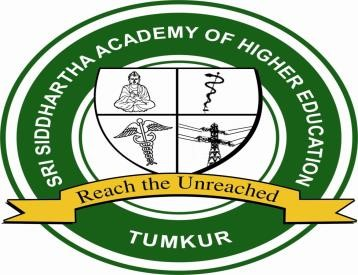 SRI SIDDHARTHA ACADEMY OF HIGHER EDUCATION
Reach the Unreached
TUMKUR